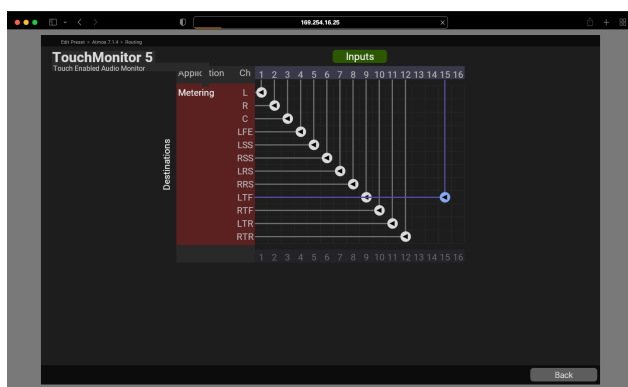 169.254.16.25
Edit Preset > Atmos 7.1.4 > Routing
TouchMonitor 5
Touch Enabled Audio Monitor
Inputs
Ch 1 2 3 4 5 6 7 8 9 10 11 12 13 14 15 16
Metering L
R
C
LFE
LSS
RSS
LRS
RRS
LTF
RTF
LTR
RTR
Destinations
1 2 3 4 5 6 7 8 9 10 11 12 13 14 15 16
Back